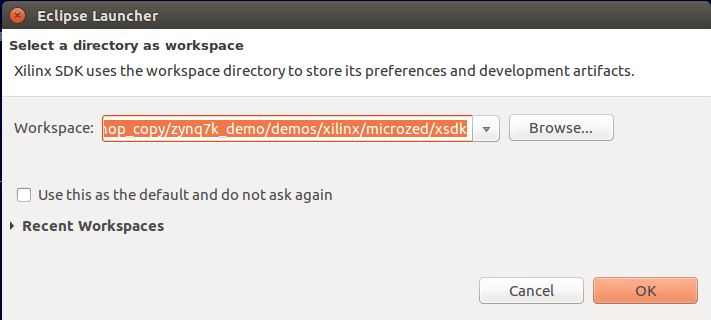 Eclipse Launcher
Select a directory as workspace
Xilinx SDK uses the workspace directory to store its preferences and development artifacts.
Workspace: hop_copy/zynq7k_demo/demos/xilinx/microzed/xsdk Browse...
Use this as the default and do not ask again
Recent Workspaces
Cancel OK